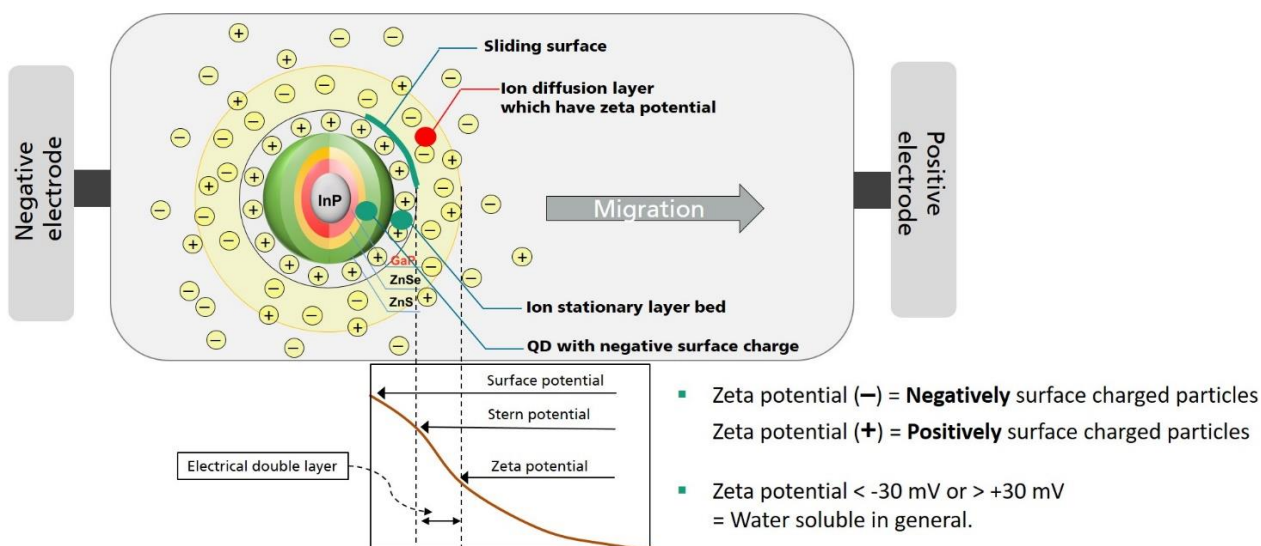 Negative
electrode
Sliding surface
Ion diffusion layer
which have zeta potential
Migration
Positive
electrode
InP
GaP
ZnSe
ZnS
Ion stationary layer bed
QD with negative surface charge
Surface potential
Stern potential
Electrical double layer
Zeta potential
▪ Zeta potential (−) = Negatively surface charged particles
Zeta potential (+) = Positively surface charged particles
▪ Zeta potential < -30 mV or > +30 mV
= Water soluble in general.